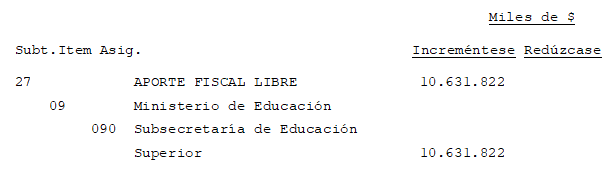 Miles de $
Subt.Item Asig. Increméntese Redúzcase
27 APORTE FISCAL LIBRE 10.631.822
09 Ministerio de Educación
090 Subsecretaría de Educación
Superior 10.631.822